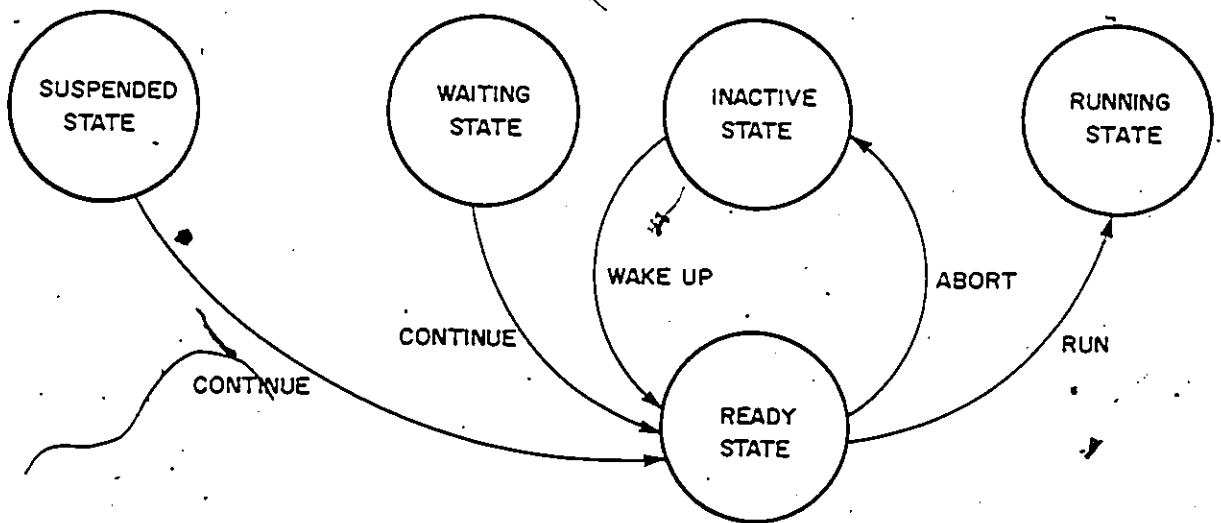 SUSPENDED
STATE
WAITING
STATE
INACTIVE
STATE
RUNNING
STATE
WAKE UP
ABORT
CONTINUE
RUN
CONTINUE
READY
STATE